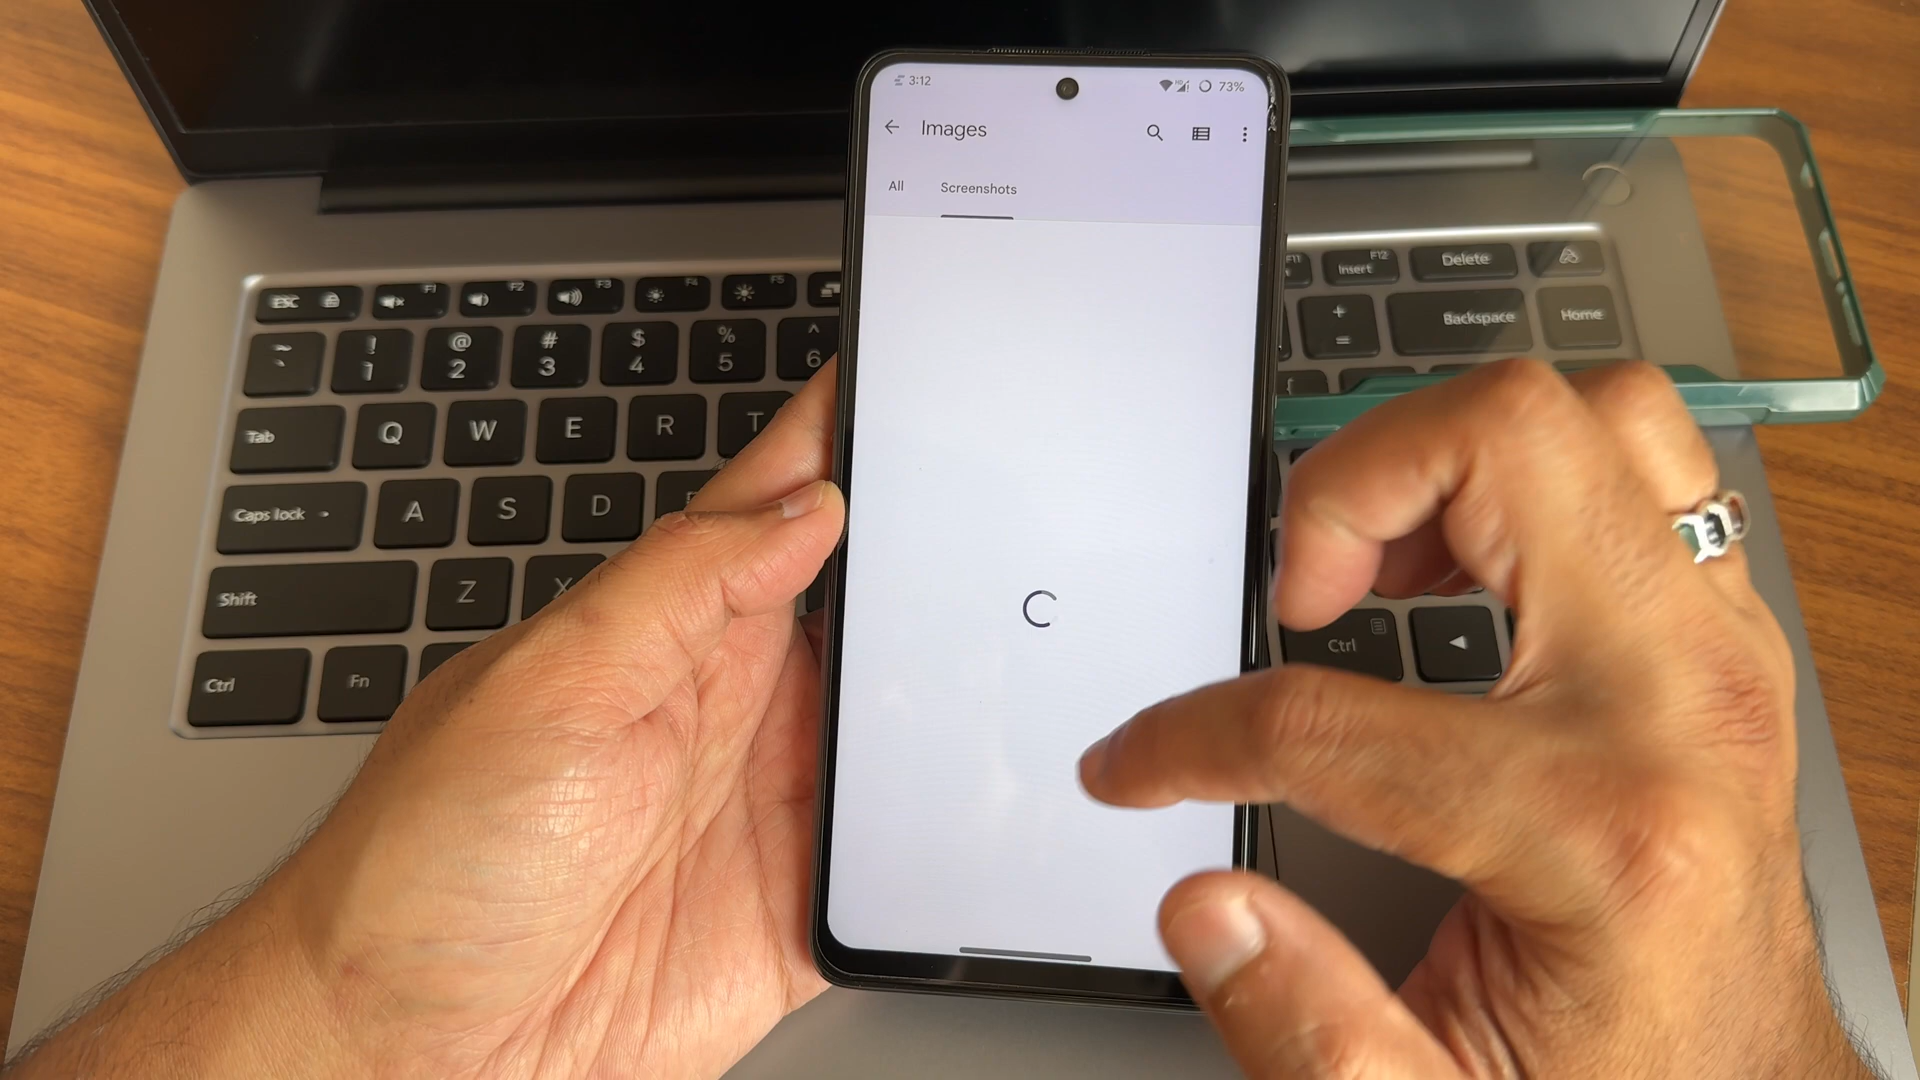 3:12
73%
Images
All
Screenshots
ESC F1 F2 F3 F4 F5
F11 Insert F12 Delete
~ ! @ # $ % ^
` 1 2 3 4 5 6
+
=
Backspace Home
Tab Q W E R T
{
Caps lock A S D
Shift Z X
Ctrl Fn
Ctrl